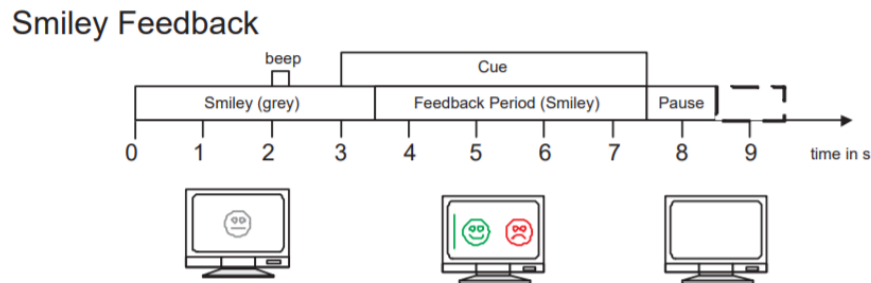 Smiley Feedback
beep
Cue
Smiley (grey) Feedback Period (Smiley) Pause
0 1 2 3 4 5 6 7 8 9 time in s